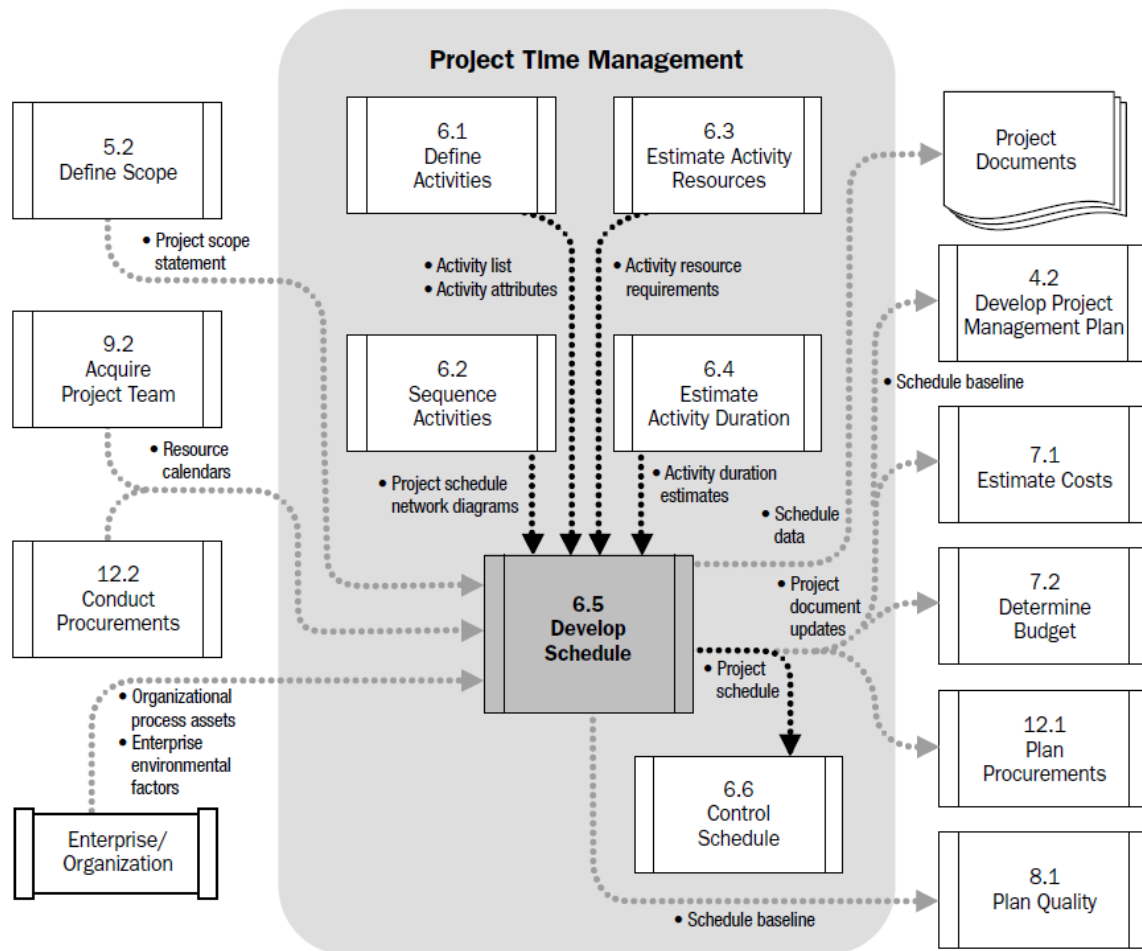 Project TIme Management
5.2
Define Scope
6.1
Define
Activities
6.3
Estimate Activity
Resources
Project
Documents
• Project scope
statement
• Activity list
• Activity attributes
• Activity resource
requirements
4.2
Develop Project
Management Plan
9.2
Acquire
Project Team
6.2
Sequence
Activities
6.4
Estimate
Activity Duration
• Schedule baseline
• Resource
calendars
• Project schedule
network diagrams
• Activity duration
estimates
7.1
Estimate Costs
• Schedule
data
12.2
Conduct
Procurements
6.5
Develop
Schedule
• Project
document
updates
7.2
Determine
Budget
• Project
schedule
• Organizational
process assets
• Enterprise
environmental
factors
12.1
Plan
Procurements
6.6
Control
Schedule
Enterprise/
Organization
8.1
Plan Quality
• Schedule baseline